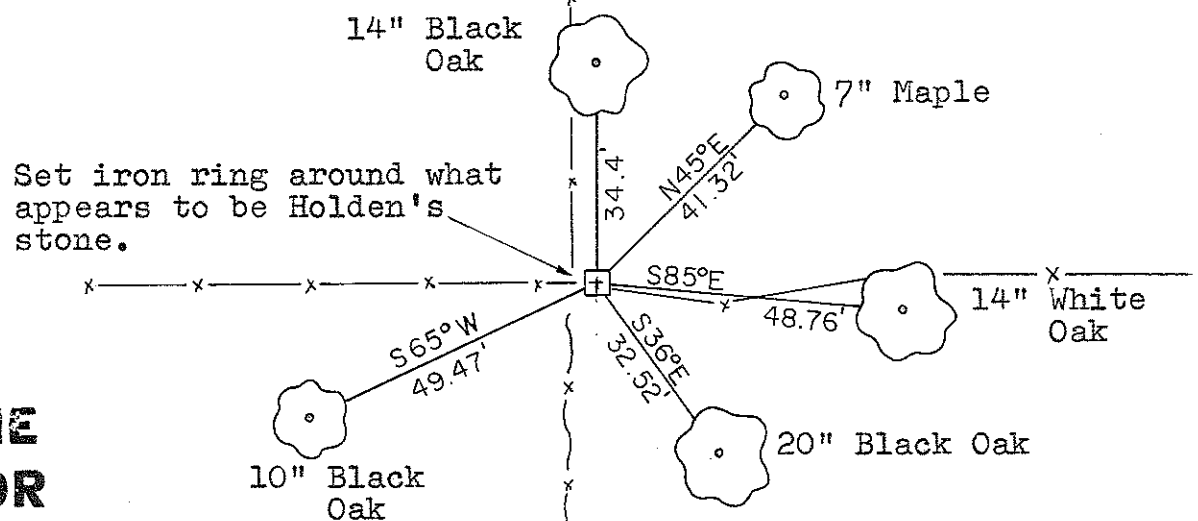 14" Black
Oak
7" Maple
Set iron ring around what
appears to be Holden's
stone.
34.4'
N45°E
41.32'
S85°E
48.76'
14" White
Oak
S65°W
49.47'
S36°E
32.52'
20" Black Oak
10" Black
Oak